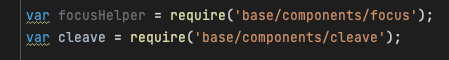 var focusHelper = require('base/components/focus');
var cleave = require('base/components/cleave');